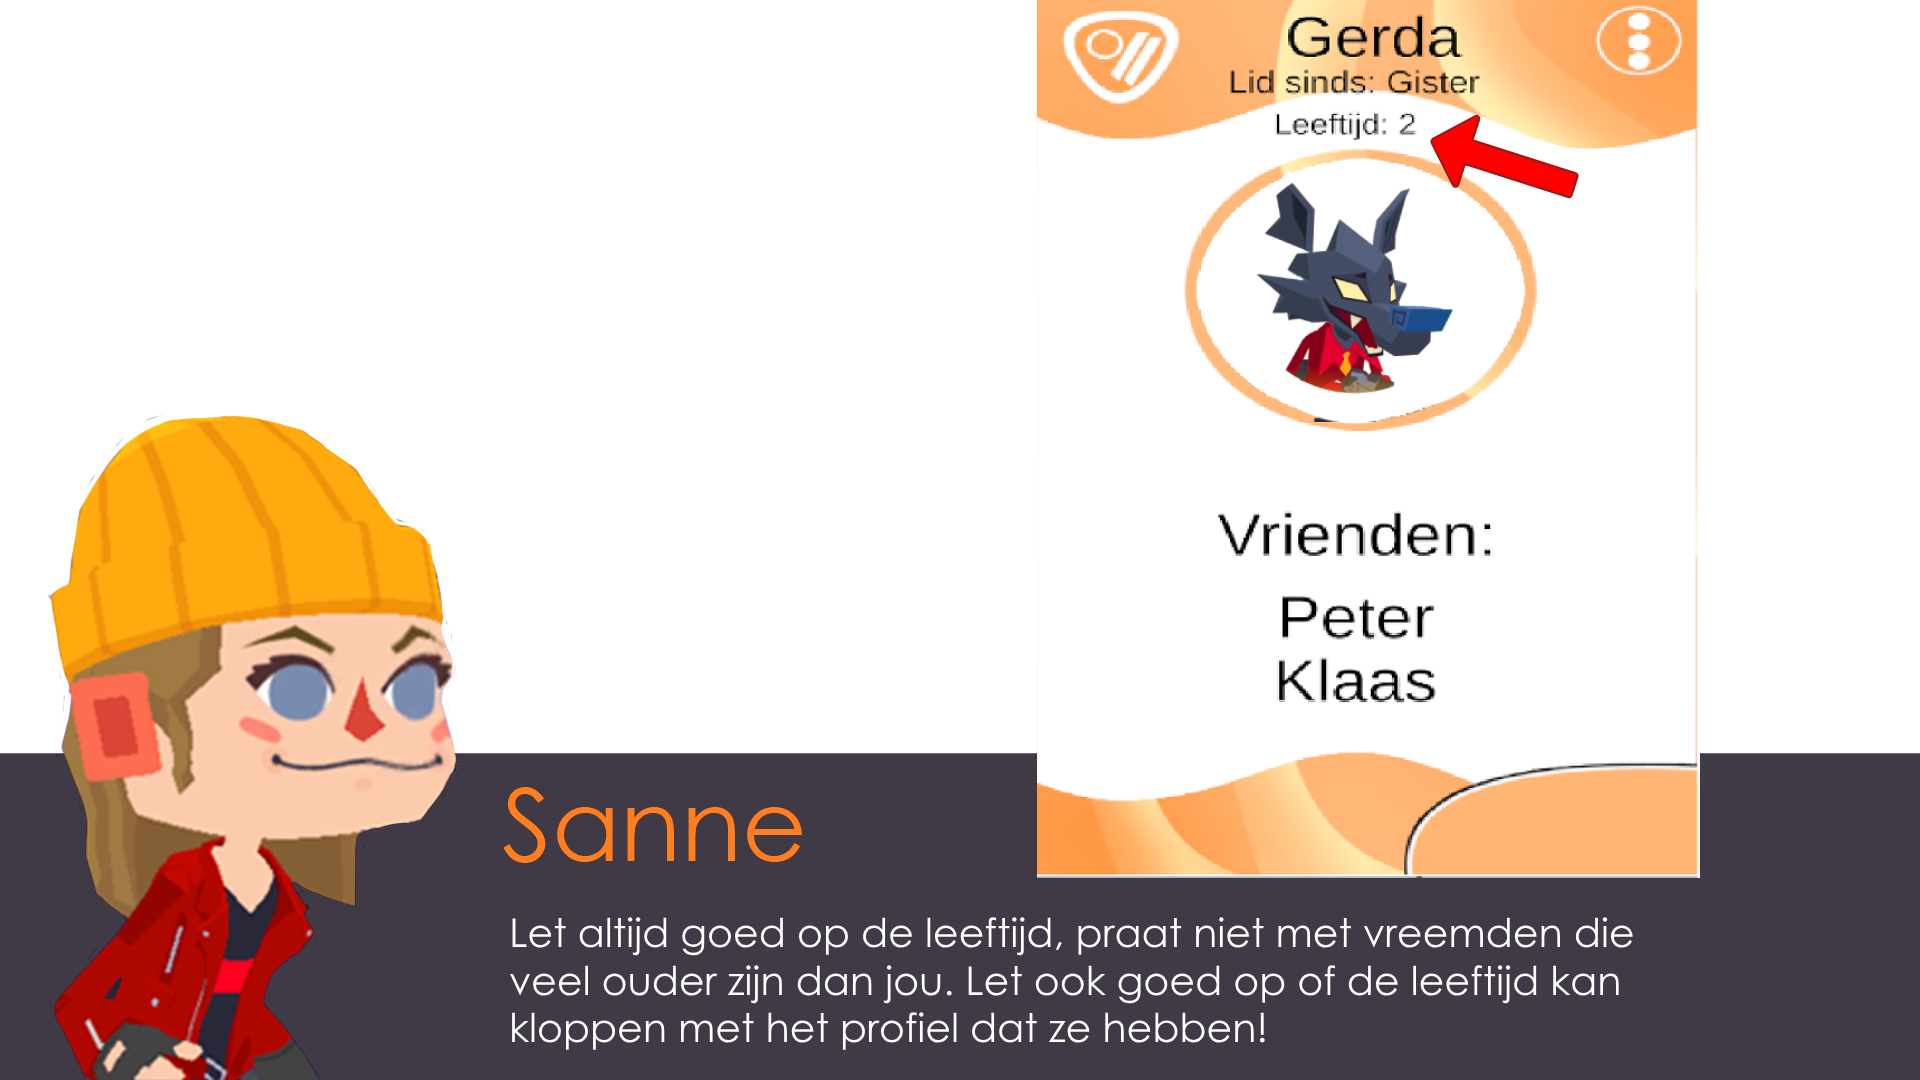 Gerda
Lid sinds: Gister
Leeftijd: 2
Vrienden:
Peter
Klaas
Sanne
Let altijd goed op de leeftijd, praat niet met vreemden die
veel ouder zijn dan jou. Let ook goed op of de leeftijd kan
kloppen met het profiel dat ze hebben!